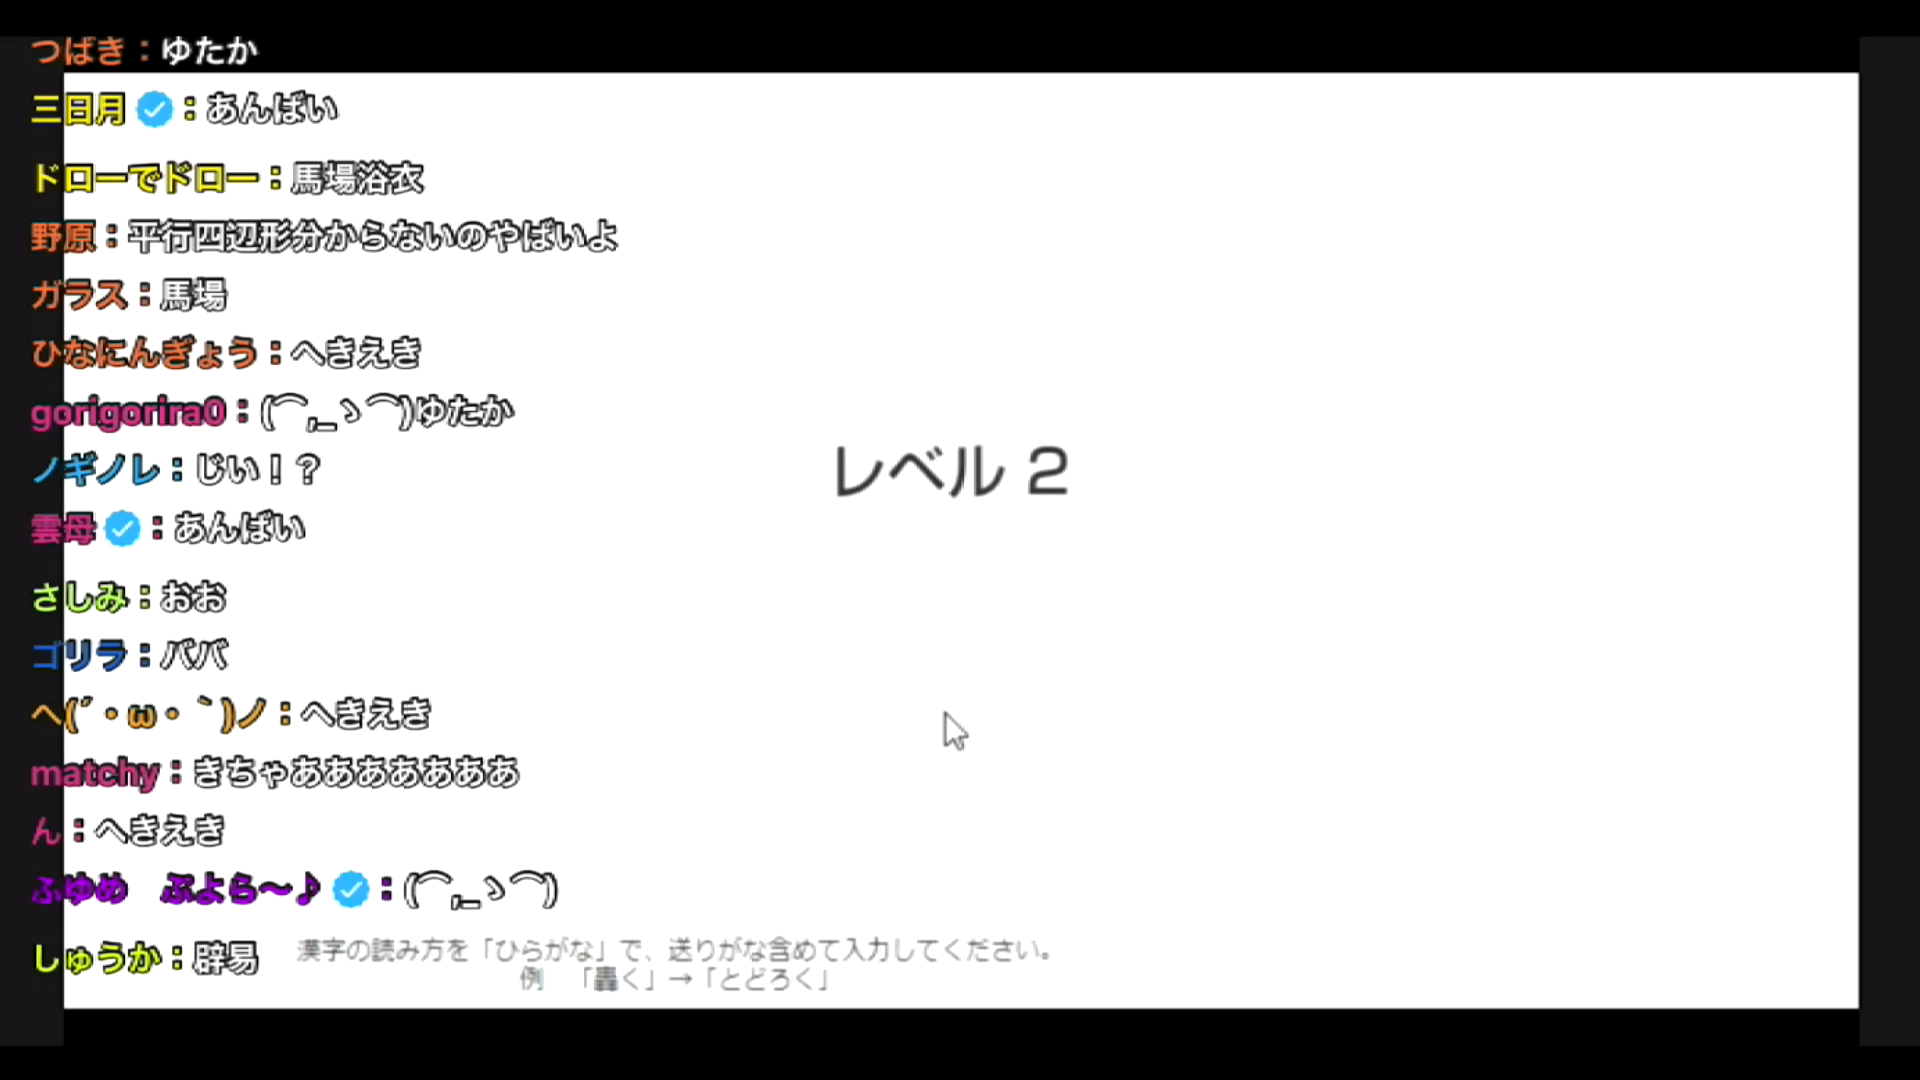 つばき：ゆたか
三日月：あんばい
ドローでドロー：馬場浴衣
野原：平行四辺形分からないのやばいよ
ガラス：馬場
ひなにんぎょう：へきえき
gorigorira0：(⌒,_ゝ⌒)ゆたか
ノギノレ：じい！？
レベル 2
雲母：あんばい
さしみ：おお
ゴリラ：ババ
ヘ(´・ω・｀)ノ：へきえき
matchy：きちゃあああああああ
ん：へきえき
ふゆめ　ぷよら〜♪：(⌒,_ゝ⌒)
しゅうか：辟易
漢字の読み方を「ひらがな」で、送りがな含めて入力してください。
例　「轟く」→「とどろく」